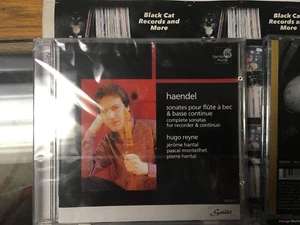 Black Cat
Records and
More
Black Cat
Records and
More
haendel
sonates pour flûte à bec
& basse continue
complete sonatas
for recorder & continuo
hugo reyne
jérôme hantaï
pascal monteilhet
pierre hantaï
Suite